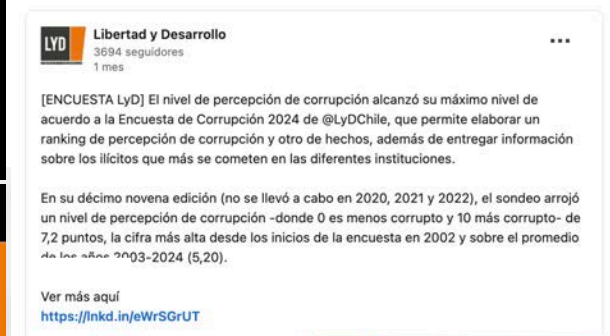 LYD
Libertad y Desarrollo
3694 seguidores
1 mes
[ENCUESTA LyD] El nivel de percepción de corrupción alcanzó su máximo nivel de
acuerdo a la Encuesta de Corrupción 2024 de @LyDChile, que permite elaborar un
ranking de percepción de corrupción y otro de hechos, además de entregar información
sobre los ilícitos que más se cometen en las diferentes instituciones.
En su décimo novena edición (no se llevó a cabo en 2020, 2021 y 2022), el sondeo arrojó
un nivel de percepción de corrupción -donde 0 es menos corrupto y 10 más corrupto- de
7,2 puntos, la cifra más alta desde los inicios de la encuesta en 2002 y sobre el promedio
de los años 2003-2024 (5,20).
Ver más aquí
https://lnkd.in/eWrSGrUT